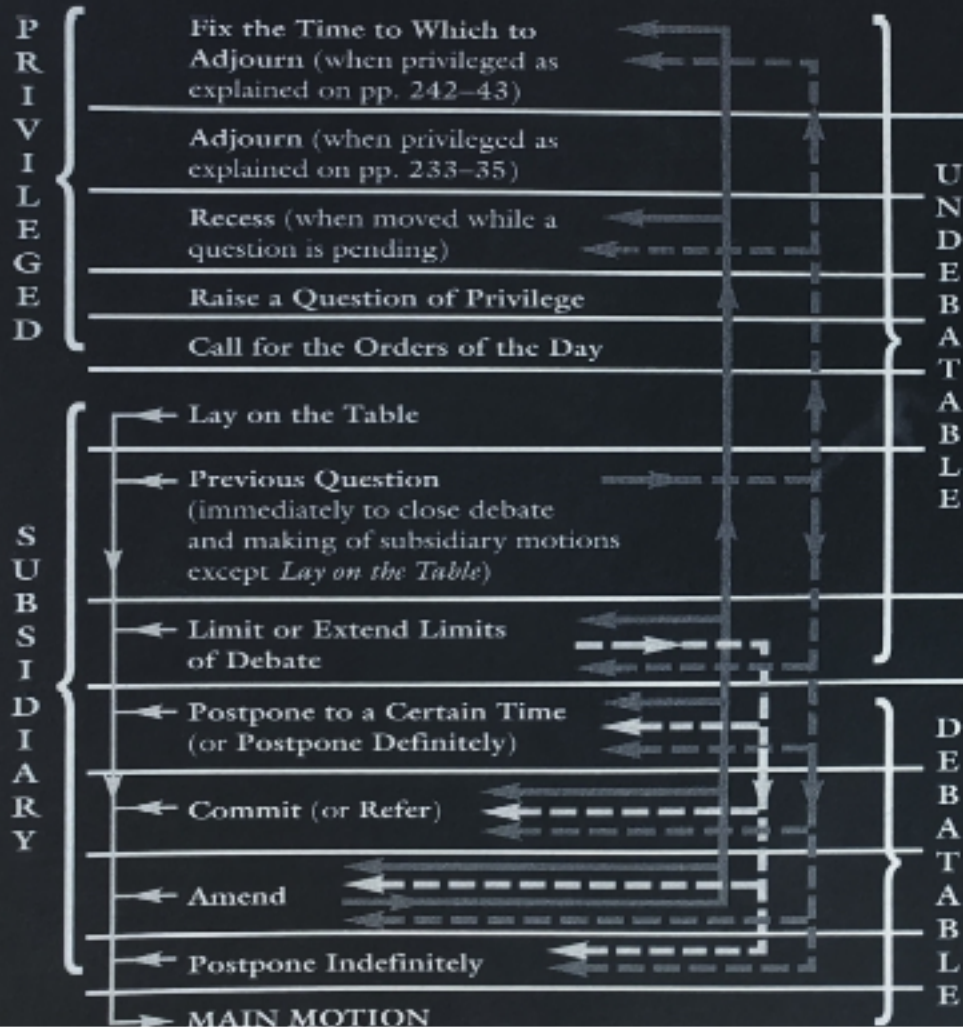 PRIVILEGED
Fix the Time to Which to
Adjourn (when privileged as
explained on pp. 242–43)
Adjourn (when privileged as
explained on pp. 233–35)
Recess (when moved while a
question is pending)
Raise a Question of Privilege
Call for the Orders of the Day
UNDEBATABLE
SUBSIDIARY
Lay on the Table
Previous Question
(immediately to close debate
and making of subsidiary motions
except Lay on the Table)
Limit or Extend Limits
of Debate
Postpone to a Certain Time
(or Postpone Definitely)
Commit (or Refer)
Amend
Postpone Indefinitely
MAIN MOTION
DEBATABLE